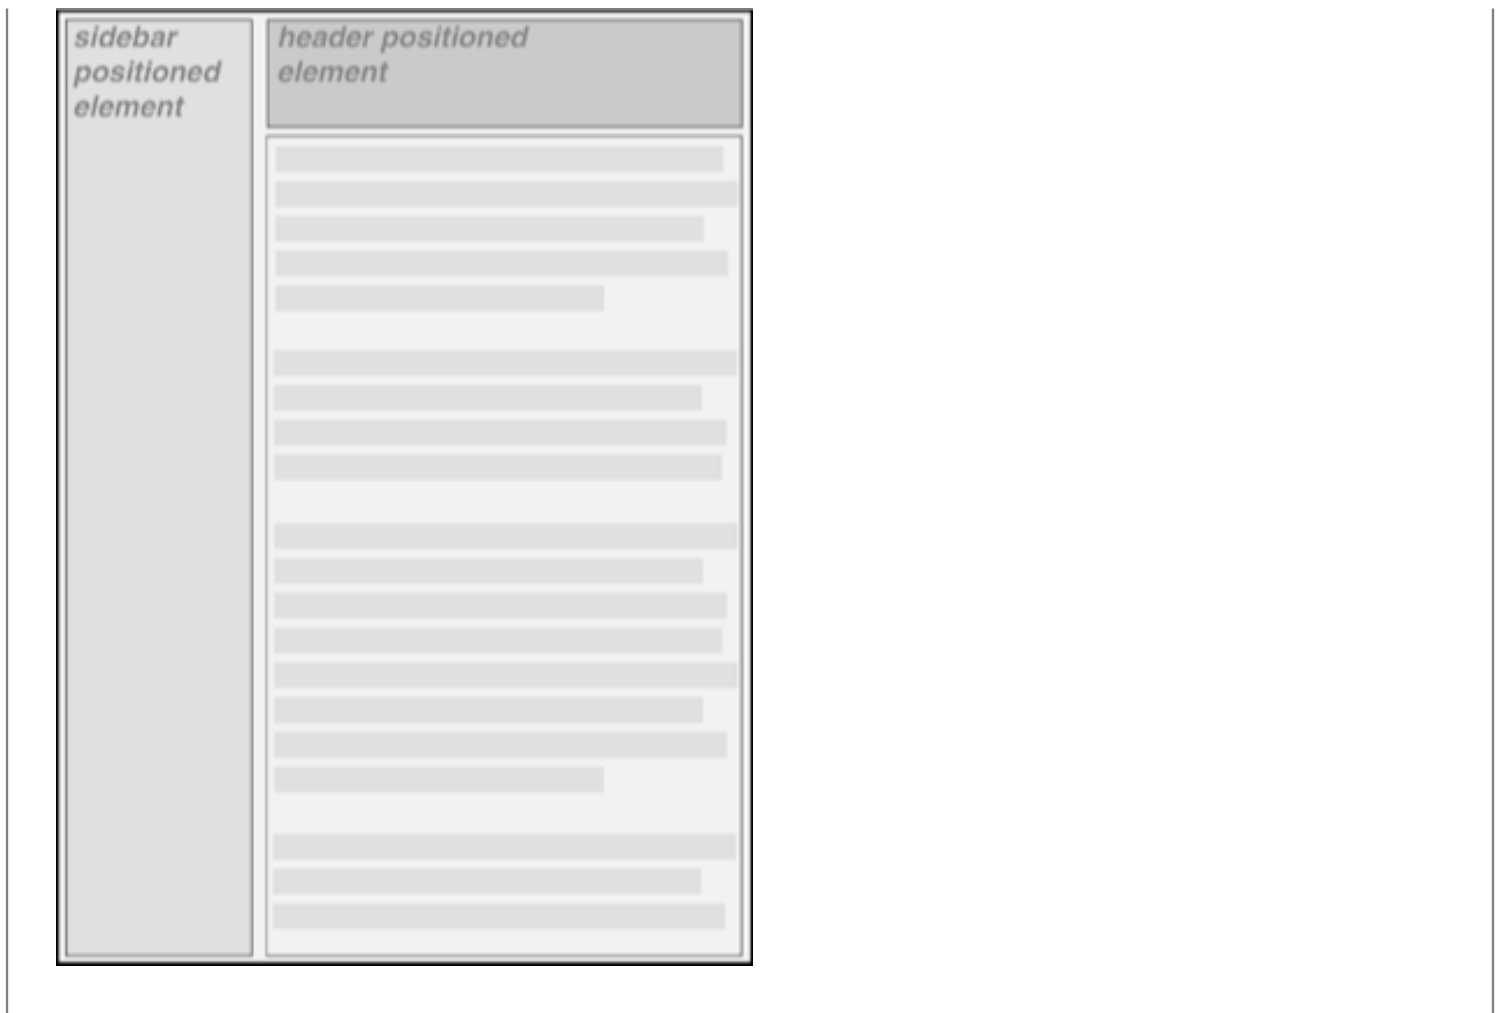 sidebar
positioned
element
header positioned
element